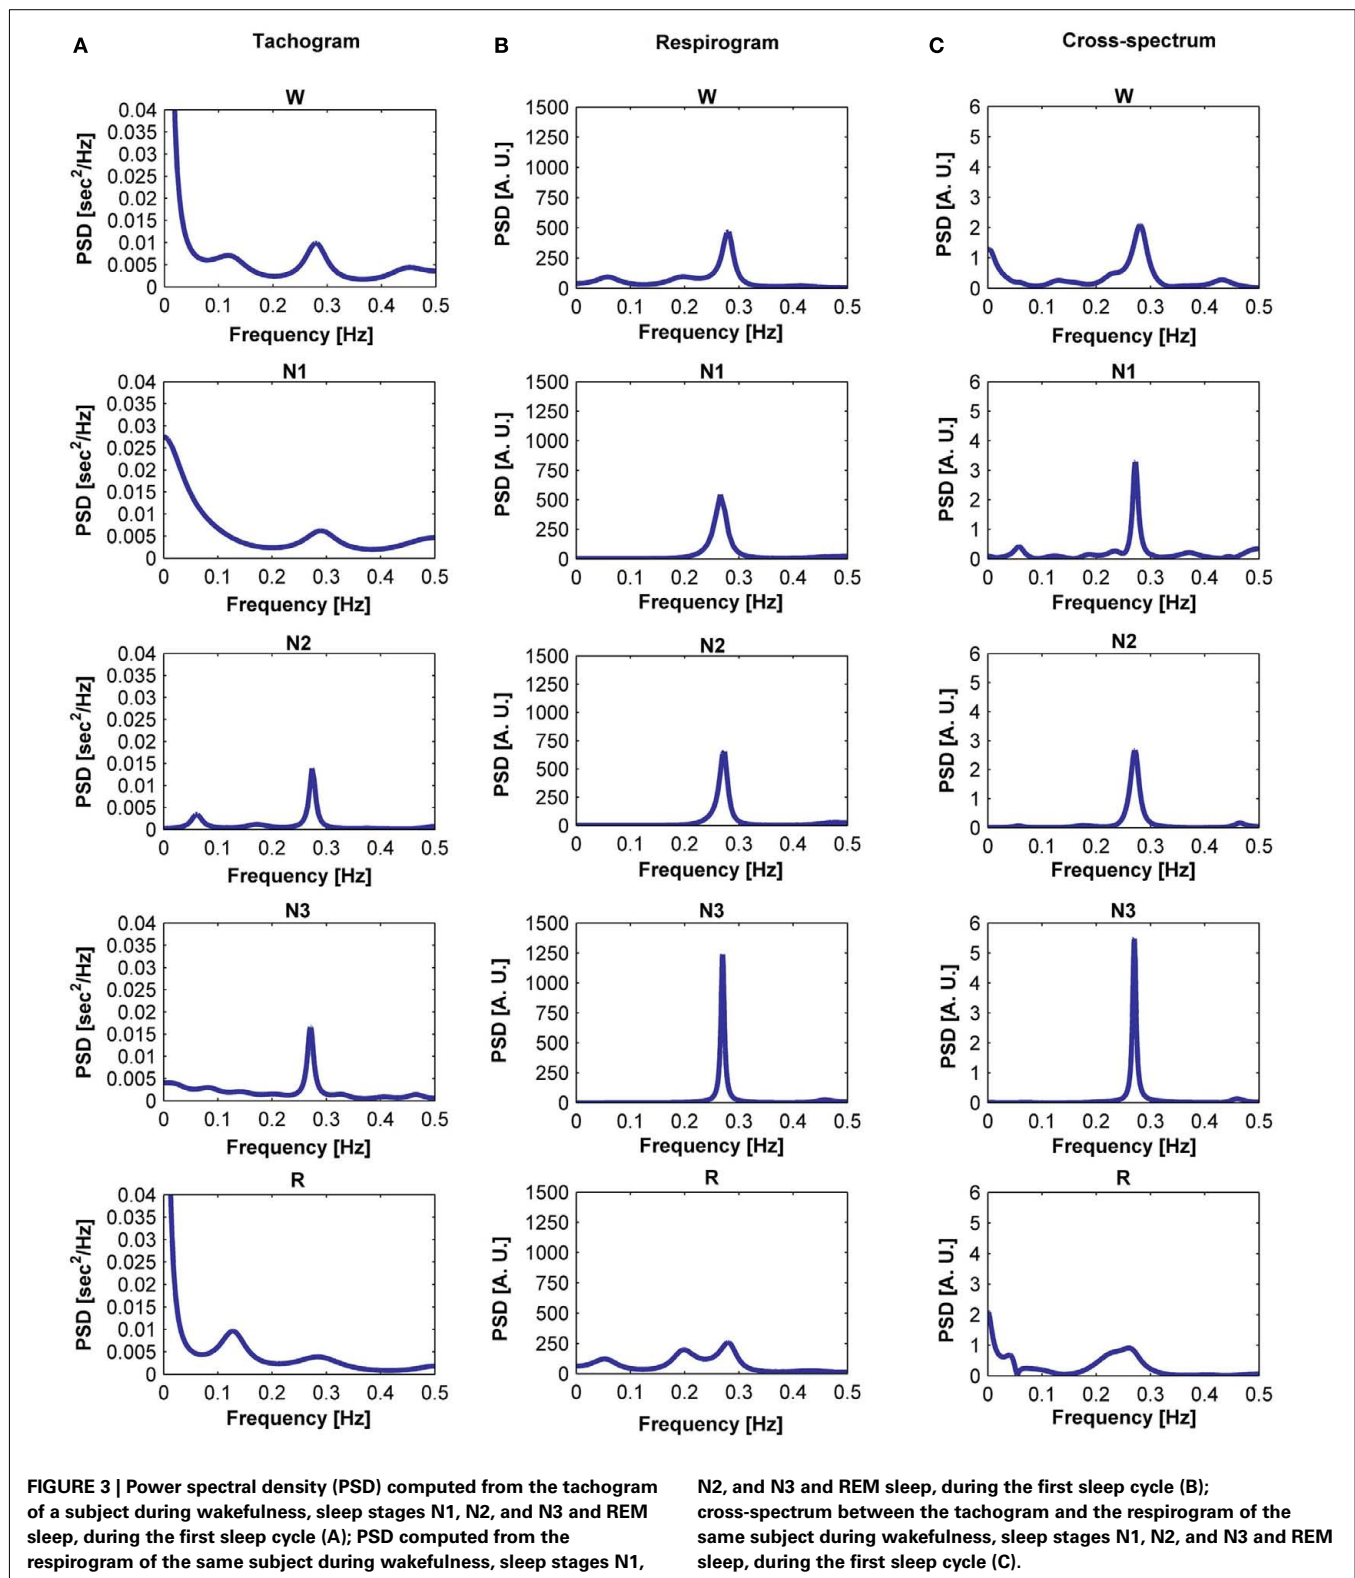 A Tachogram B Respirogram C Cross-spectrum
W W W
0.04 1500 6
0.035 1250 5
0.03 1000 4
0.025 750 3
0.02 500 2
0.015 250 1
0.01 0 0
0.005
0
PSD [sec²/Hz] PSD [A. U.] PSD [A. U.]
0 0.1 0.2 0.3 0.4 0.5 0 0.1 0.2 0.3 0.4 0.5 0 0.1 0.2 0.3 0.4 0.5
Frequency [Hz] Frequency [Hz] Frequency [Hz]
N1 N1 N1
0.04 1500 6
0.035 1250 5
0.03 1000 4
0.025 750 3
0.02 500 2
0.015 250 1
0.01 0 0
0.005
0
PSD [sec²/Hz] PSD [A. U.] PSD [A. U.]
0 0.1 0.2 0.3 0.4 0.5 0 0.1 0.2 0.3 0.4 0.5 0 0.1 0.2 0.3 0.4 0.5
Frequency [Hz] Frequency [Hz] Frequency [Hz]
N2 N2 N2
0.04 1500 6
0.035 1250 5
0.03 1000 4
0.025 750 3
0.02 500 2
0.015 250 1
0.01 0 0
0.005
0
PSD [sec²/Hz] PSD [A. U.] PSD [A. U.]
0 0.1 0.2 0.3 0.4 0.5 0 0.1 0.2 0.3 0.4 0.5 0 0.1 0.2 0.3 0.4 0.5
Frequency [Hz] Frequency [Hz] Frequency [Hz]
N3 N3 N3
0.04 1500 6
0.035 1250 5
0.03 1000 4
0.025 750 3
0.02 500 2
0.015 250 1
0.01 0 0
0.005
0
PSD [sec²/Hz] PSD [A. U.] PSD [A. U.]
0 0.1 0.2 0.3 0.4 0.5 0 0.1 0.2 0.3 0.4 0.5 0 0.1 0.2 0.3 0.4 0.5
Frequency [Hz] Frequency [Hz] Frequency [Hz]
R R R
0.04 1500 6
0.035 1250 5
0.03 1000 4
0.025 750 3
0.02 500 2
0.015 250 1
0.01 0 0
0.005
0
PSD [sec²/Hz] PSD [A. U.] PSD [A. U.]
0 0.1 0.2 0.3 0.4 0.5 0 0.1 0.2 0.3 0.4 0.5 0 0.1 0.2 0.3 0.4 0.5
Frequency [Hz] Frequency [Hz] Frequency [Hz]
FIGURE 3 | Power spectral density (PSD) computed from the tachogram
of a subject during wakefulness, sleep stages N1, N2, and N3 and REM
sleep, during the first sleep cycle (A); PSD computed from the
respirogram of the same subject during wakefulness, sleep stages N1,
N2, and N3 and REM sleep, during the first sleep cycle (B);
cross-spectrum between the tachogram and the respirogram of the
same subject during wakefulness, sleep stages N1, N2, and N3 and REM
sleep, during the first sleep cycle (C).